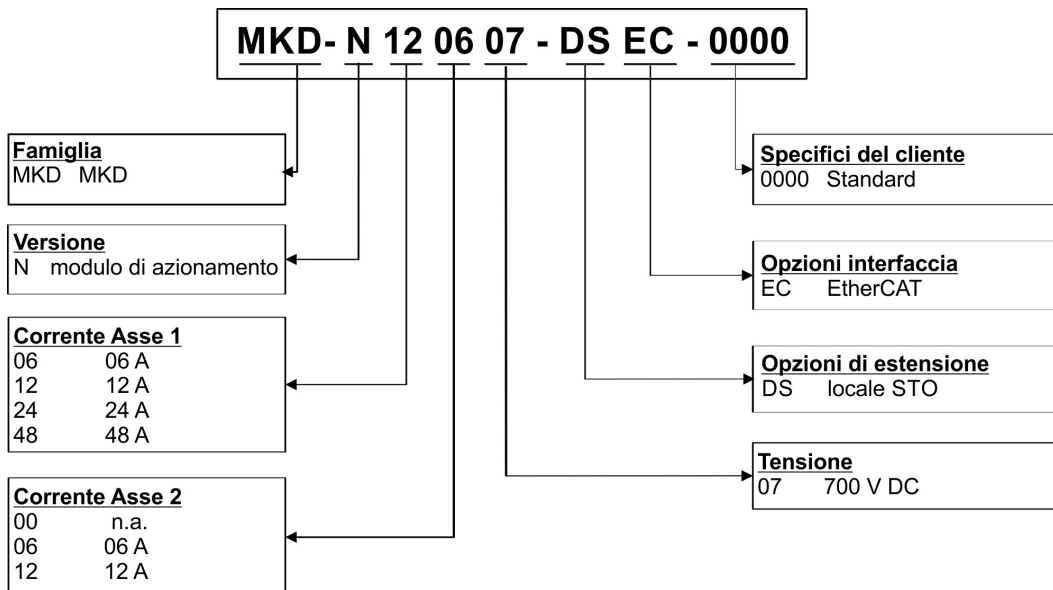 MKD- N 12 06 07 - DS EC - 0000
Famiglia
MKD MKD
Versione
N modulo di azionamento
Corrente Asse 1
06 06 A
12 12 A
24 24 A
48 48 A
Corrente Asse 2
00 n.a.
06 06 A
12 12 A
Specifici del cliente
0000 Standard
Opzioni interfaccia
EC EtherCAT
Opzioni di estensione
DS locale STO
Tensione
07 700 V DC